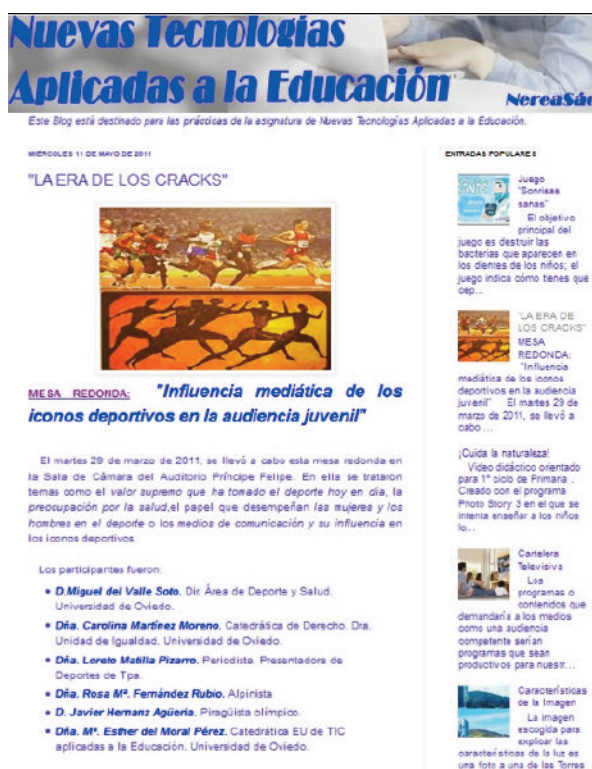 Nuevas Tecnologías
Aplicadas a la Educación
NereaSáe
Este Blog está destinado para las prácticas de la asignatura de Nuevas Tecnologías Aplicadas a la Educación.
MIÉRCOLES 11 DE MAYO DE 2011
"LA ERA DE LOS CRACKS"
MESA REDONDA: "Influencia mediática de los
iconos deportivos en la audiencia juvenil"
El martes 29 de marzo de 2011, se llevó a cabo esta mesa redonda en
la Sala de Cámara del Auditorio Príncipe Felipe. En ella se trataron
temas como el valor supremo que ha tomado el deporte hoy en día, la
preocupación por la salud,el papel que desempeñan las mujeres y los
hombres en el deporte o los medios de comunicación y su influencia en
los iconos deportivos
Los participantes fueron:
• D.Miguel del Valle Soto. Dir. Área de Deporte y Salud.
Universidad de Oviedo.
• Dña. Carolina Martínez Moreno. Catedrática de Derecho. Dra.
Unidad de Igualdad. Universidad de Oviedo.
• Dña. Loreto Matilla Pizarro. Periodista. Presentadora de
Deportes de Tpa.
• Dña. Rosa Mª. Fernández Rubio. Alpinista
• D. Javier Hernanz Agüería. Piragüista olímpico.
• Dña. Mª. Esther del Moral Pérez. Catedrática EU de TIC
aplicadas a la Educación. Universidad de Oviedo.
ENTRADAS POPULARES
Juego
"Sonrisas
sanas"
El objetivo
principal del
juego es destruir las
bacterias que aparecen en
los dientes de los niños; el
juego indica cómo tienes que
cep...
"LA ERA DE
LOS CRACKS"
MESA
REDONDA:
"Influencia
mediática de los iconos
deportivos en la audiencia
juvenil" El martes 29 de
marzo de 2011, se llevó a
cabo ...
¡Cuida la naturaleza!
Video didáctico orientado
para 1º ciclo de Primaria .
Creado con el programa
Photo Story 3 en el que se
intenta enseñar a los niños
lo...
Cartelera
Televisiva
Los
programas o
contenidos que
demandaría a los medios
como una audiencia
competente serían
programas que sean
productivos para nuestr...
Características
de la Imagen
La imagen
escogida para
explicar las
características de la luz es
una foto a una de las Torres